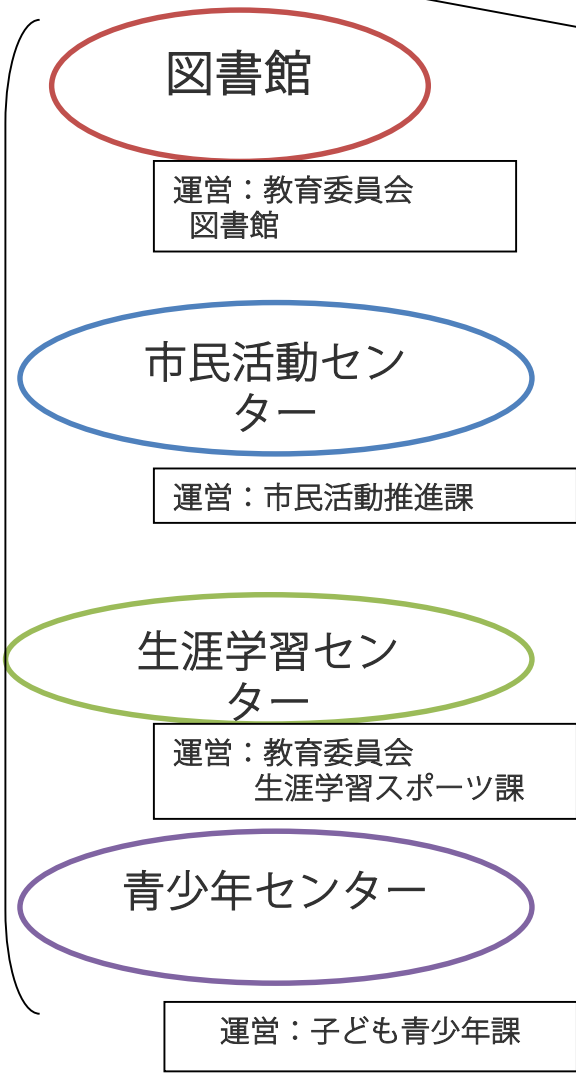 図書館
運営：教育委員会
図書館
市民活動セン
ター
運営：市民活動推進課
生涯学習セン
ター
運営：教育委員会
生涯学習スポーツ課
青少年センター
運営：子ども青少年課